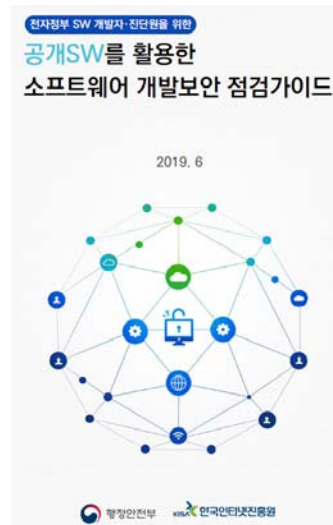 전자정부 SW 개발자·진단원을 위한
공개SW를 활용한
소프트웨어 개발보안 점검가이드
2019. 6
행정안전부 KISA 한국인터넷진흥원